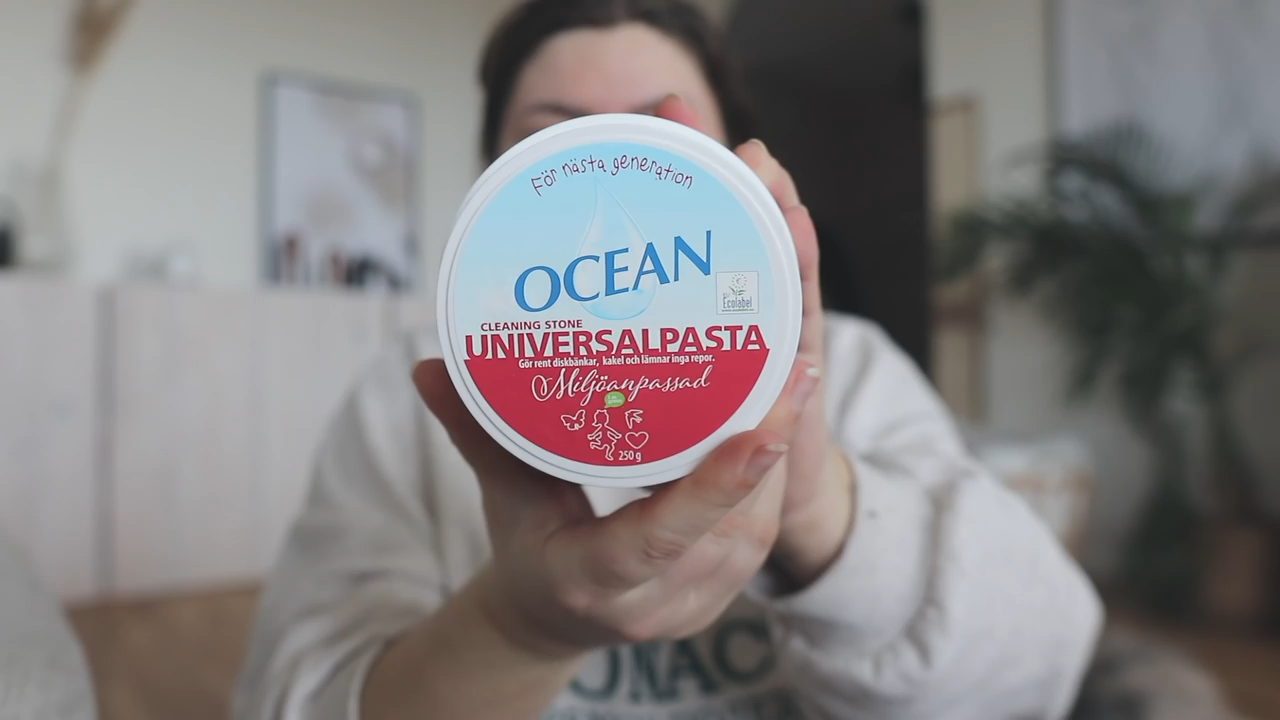 För nästa generation
OCEAN
Ecolabel
CLEANING STONE
UNIVERSALPASTA
Gör rent diskbänkar, kakel och lämnar inga repor.
Miljöanpassad
250 g